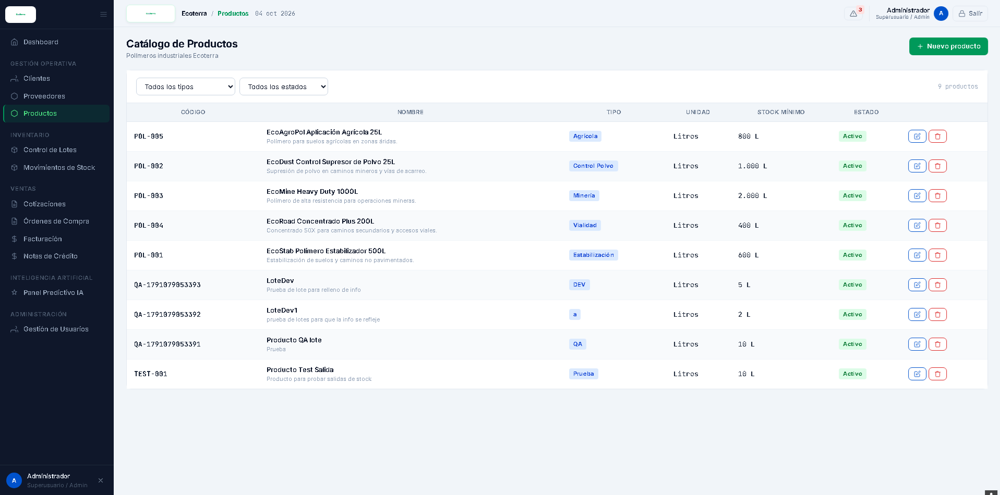 Ecoterra
Dashboard
GESTIÓN OPERATIVA
Clientes
Proveedores
Productos
INVENTARIO
Control de Lotes
Movimientos de Stock
VENTAS
Cotizaciones
Órdenes de Compra
Facturación
Notas de Crédito
INTELIGENCIA ARTIFICIAL
Panel Predictivo IA
ADMINISTRACIÓN
Gestión de Usuarios
A
Administrador
Superusuario / Admin
Ecoterra
Ecoterra / Productos 04 oct 2026
3
Administrador
Superusuario / Admin
A
Salir
Catálogo de Productos
Polímeros industriales Ecoterra
+ Nuevo producto
Todos los tipos Todos los estados 9 productos
CÓDIGO NOMBRE TIPO UNIDAD STOCK MÍNIMO ESTADO
POL-005 EcoAgroPol Aplicación Agrícola 25L Agrícola Litros 800 L Activo
Polímero para suelos agrícolas en zonas áridas.
POL-002 EcoDust Control Supresor de Polvo 25L Control Polvo Litros 1.000 L Activo
Supresión de polvo en caminos mineros y vías de acarreo.
POL-003 EcoMine Heavy Duty 1000L Minería Litros 2.000 L Activo
Polímero de alta resistencia para operaciones mineras.
POL-004 EcoRoad Concentrado Plus 200L Vialidad Litros 400 L Activo
Concentrado 50X para caminos secundarios y accesos viales.
POL-001 EcoStab Polímero Estabilizador 500L Estabilización Litros 600 L Activo
Estabilización de suelos y caminos no pavimentados.
QA-1791079053393 LoteDev DEV Litros 5 L Activo
Prueba de lote para relleno de info
QA-1791079053392 LoteDev1 a Litros 2 L Activo
prueba de lotes para que la info se refleje
QA-1791079053391 Producto QA lote QA Litros 10 L Activo
Prueba
TEST-001 Producto Test Salida Prueba Litros 10 L Activo
Producto para probar salidas de stock